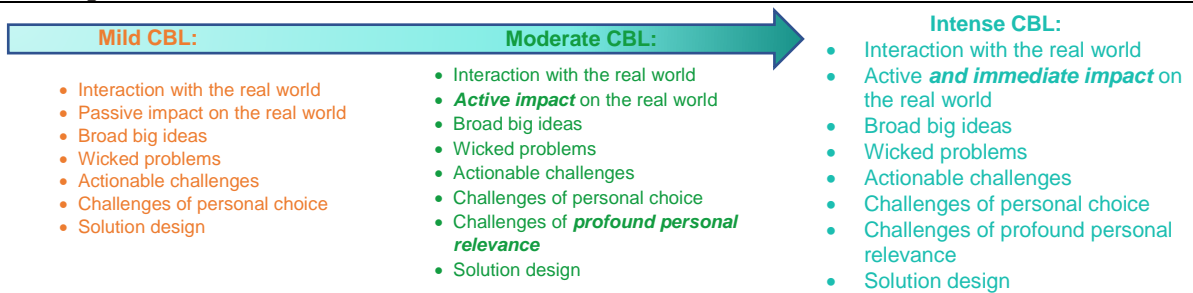 Mild CBL:
• Interaction with the real world
• Passive impact on the real world
• Broad big ideas
• Wicked problems
• Actionable challenges
• Challenges of personal choice
• Solution design
Moderate CBL:
• Interaction with the real world
• Active impact on the real world
• Broad big ideas
• Wicked problems
• Actionable challenges
• Challenges of personal choice
• Challenges of profound personal
relevance
• Solution design
Intense CBL:
• Interaction with the real world
• Active and immediate impact on
the real world
• Broad big ideas
• Wicked problems
• Actionable challenges
• Challenges of personal choice
• Challenges of profound personal
relevance
• Solution design